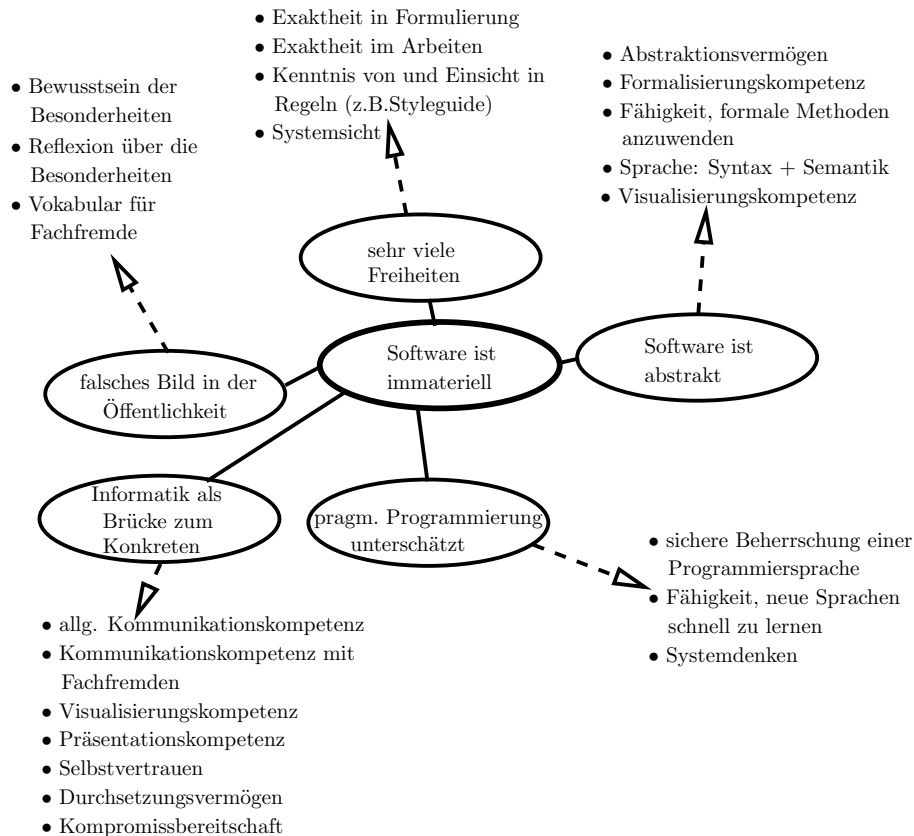 • Exaktheit in Formulierung
• Exaktheit im Arbeiten
• Kenntnis von und Einsicht in
Regeln (z.B.Styleguide)
• Systemsicht
• Abstraktionsvermögen
• Formalisierungskompetenz
• Fähigkeit, formale Methoden
anzuwenden
• Sprache: Syntax + Semantik
• Visualisierungskompetenz
• Bewusstsein der
Besonderheiten
• Reflexion über die
Besonderheiten
• Vokabular für
Fachfremde
sehr viele
Freiheiten
Software ist
immateriell
Software ist
abstrakt
falsches Bild in der
Öffentlichkeit
Informatik als
Brücke zum
Konkreten
pragm. Programmierung
unterschätzt
• sichere Beherrschung einer
Programmiersprache
• Fähigkeit, neue Sprachen
schnell zu lernen
• Systemdenken
• allg. Kommunikationskompetenz
• Kommunikationskompetenz mit
Fachfremden
• Visualisierungskompetenz
• Präsentationskompetenz
• Selbstvertrauen
• Durchsetzungsvermögen
• Kompromissbereitschaft